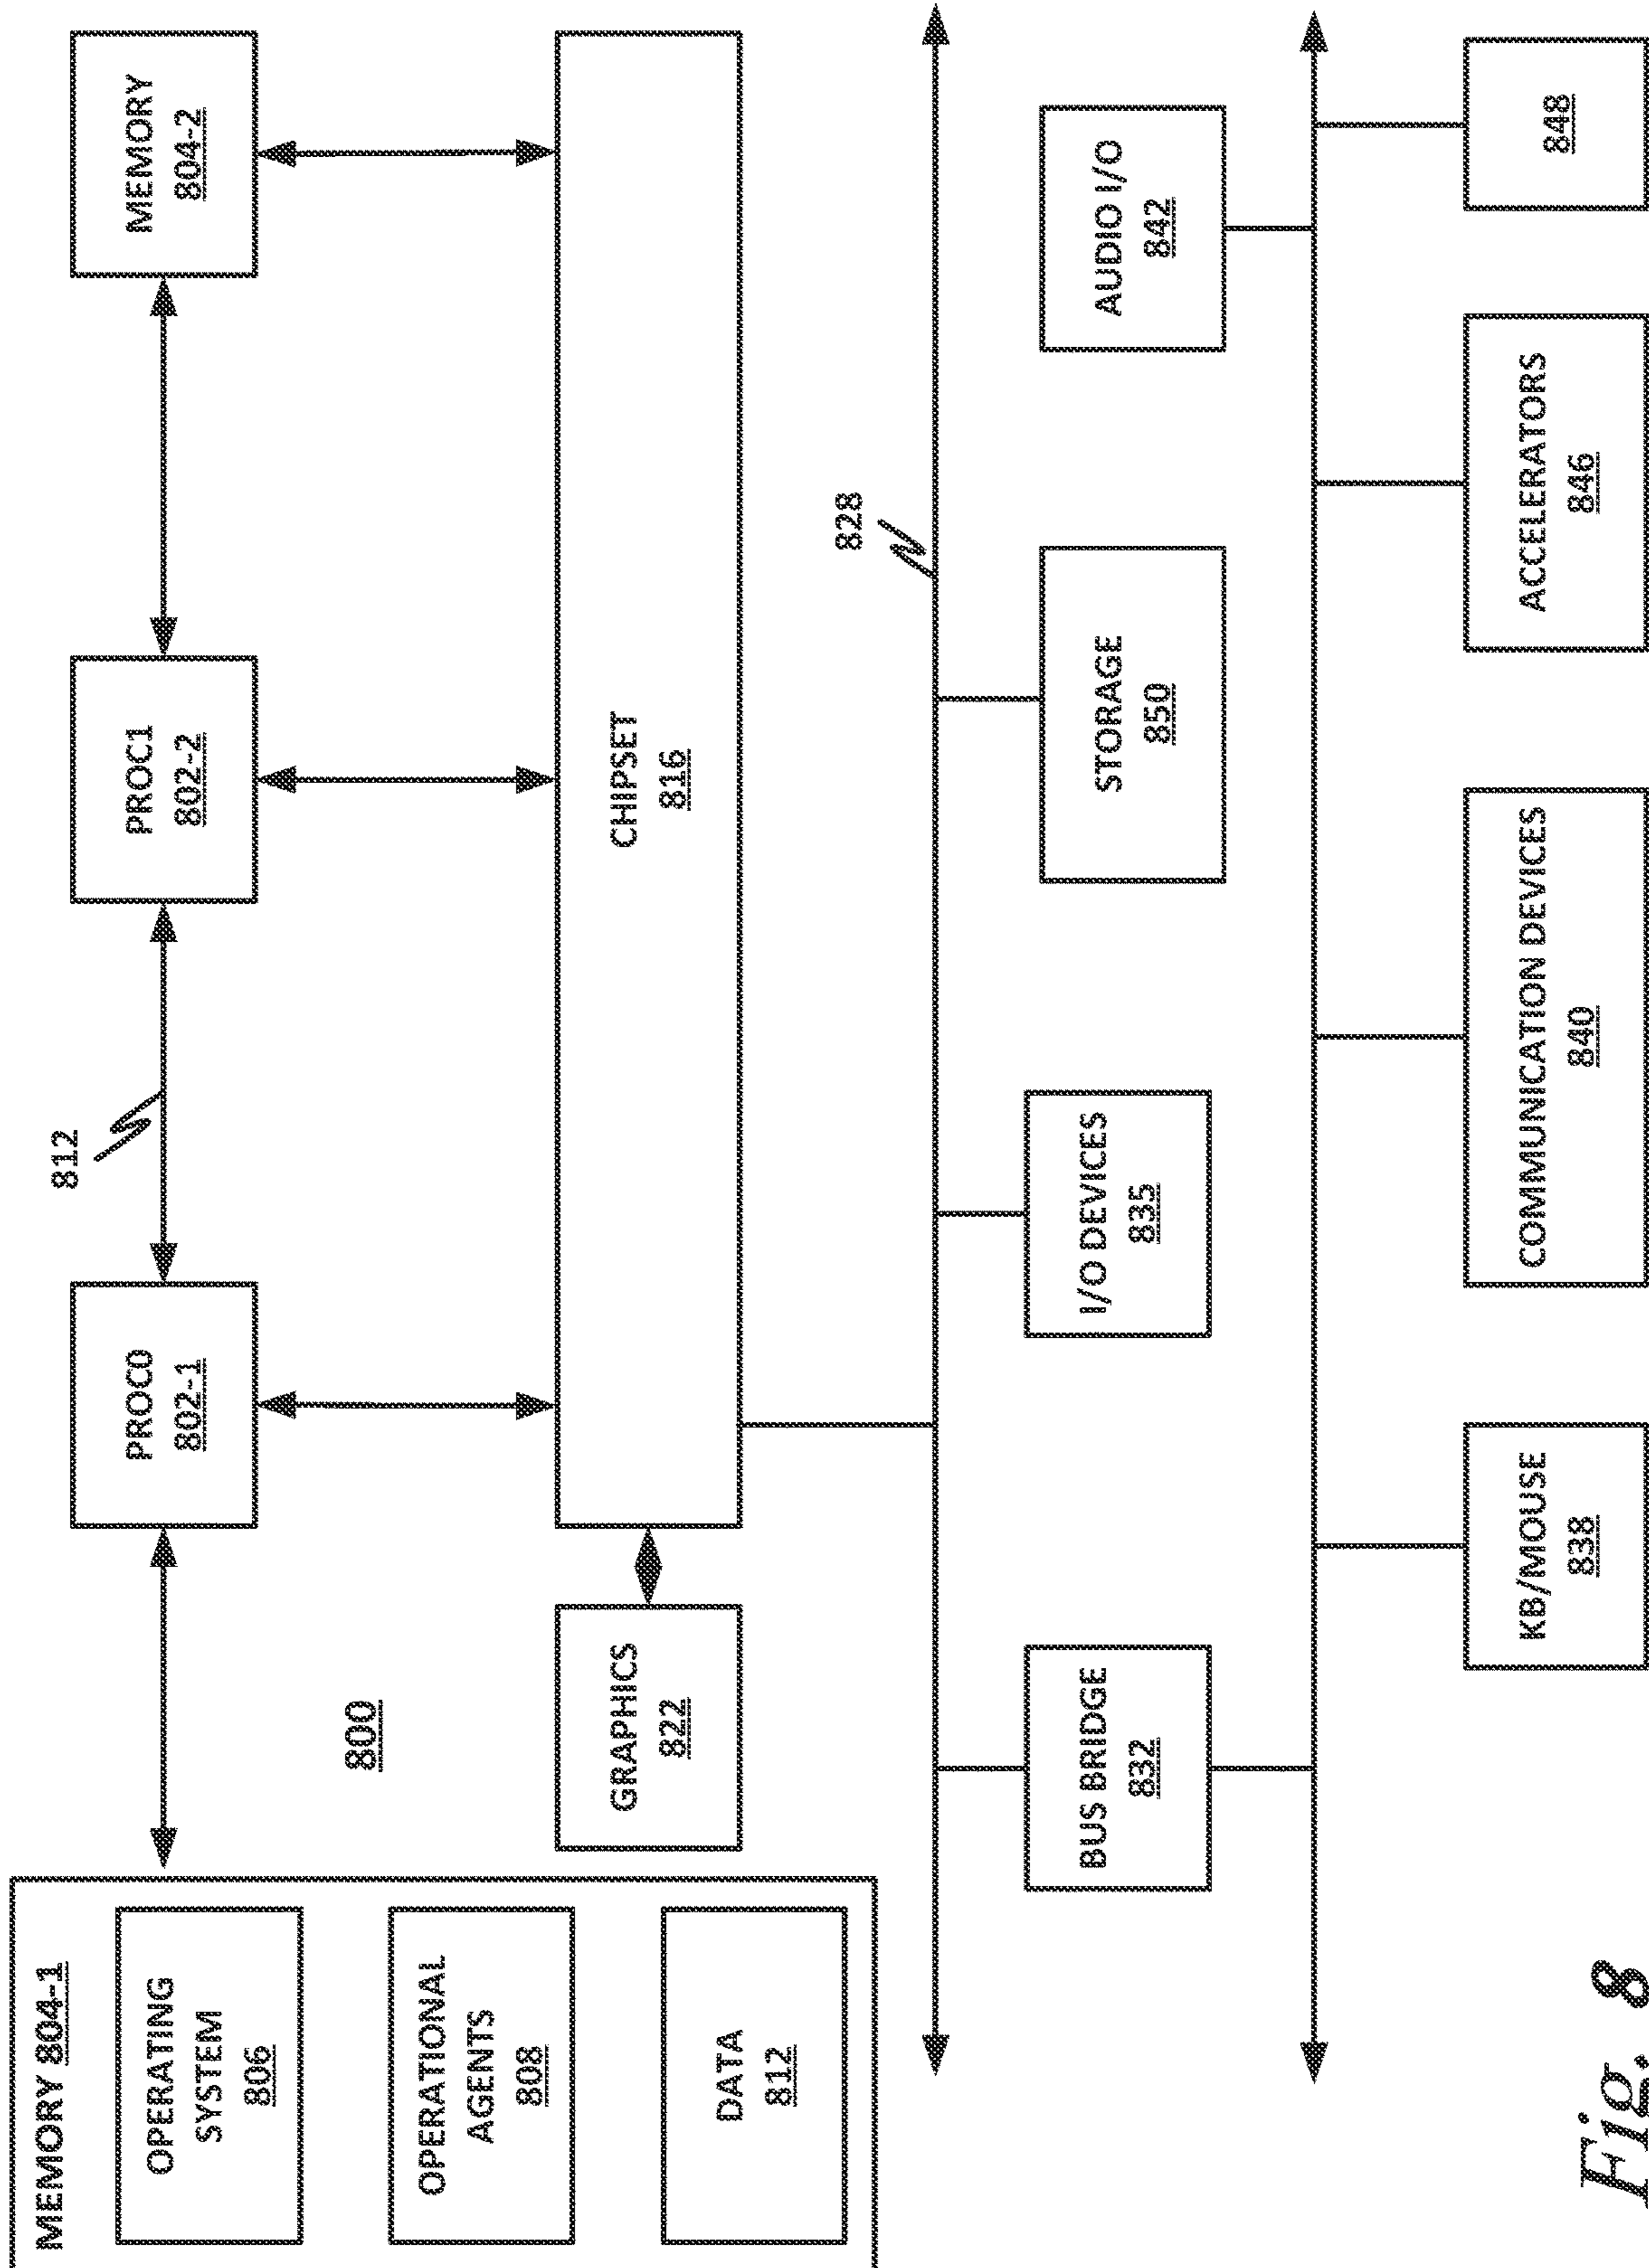 MEMORY 804-1
OPERATING
SYSTEM
806
OPERATIONAL
AGENTS
808
DATA
812
800
PROC0
802-1
812
PROC1
802-2
MEMORY
804-2
GRAPHICS
822
CHIPSET
816
828
BUS BRIDGE
832
I/O DEVICES
835
STORAGE
850
AUDIO I/O
842
KB/MOUSE
838
COMMUNICATION DEVICES
840
ACCELERATORS
846
848
Fig. 8